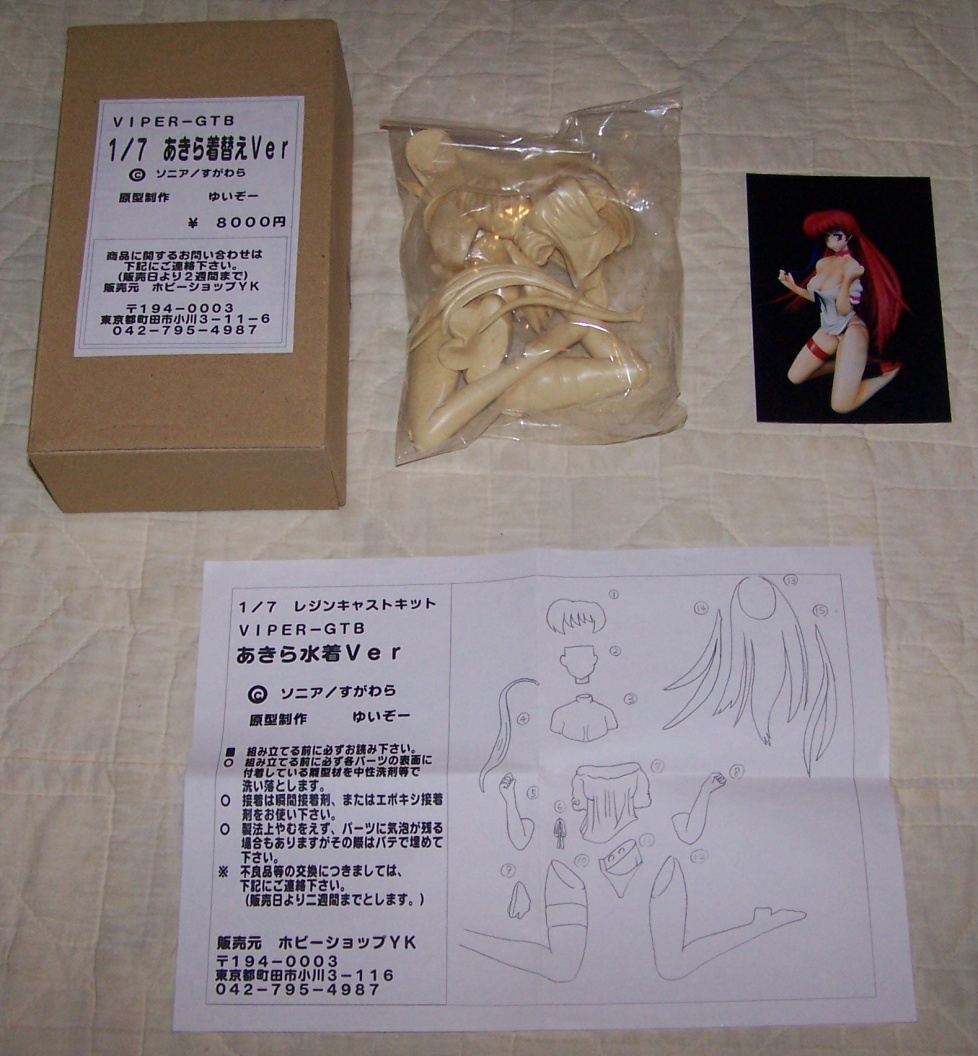 VIPER-GTB
1/7 あきら着替えVer
© ソニア/すがわら
原型制作 ゆいぞー
¥ 8000円
商品に関するお問い合わせは
下記にご連絡下さい。
(販売日より2週間まで)
販売元 ホビーショップYK
〒194-0003
東京都町田市小川3-11-6
042-795-4987
1/7 レジンキャストキット
VIPER-GTB
あきら水着Ver
© ソニア/すがわら
原型制作 ゆいぞー
■ 組み立てる前に必ずお読み下さい。
○ 組み立てる前に必ず各パーツの表面に
付着している離型材を中性洗剤等で
洗い落とします。
○ 接着は瞬間接着剤、またはエポキシ接着
剤をお使い下さい。
○ 製法上やむをえず、パーツに気泡が残る
場合もありますがその際はパテで埋めて
下さい。
※ 不良品等の交換につきましては、
下記にご連絡下さい。
(販売日より二週間までとします。)
販売元 ホビーショップYK
〒194-0003
東京都町田市小川3-116
042-795-4987
①
②
③
④
⑤
⑥
⑦
⑧
⑨
⑩
⑪
⑫
⑬
⑭
⑮